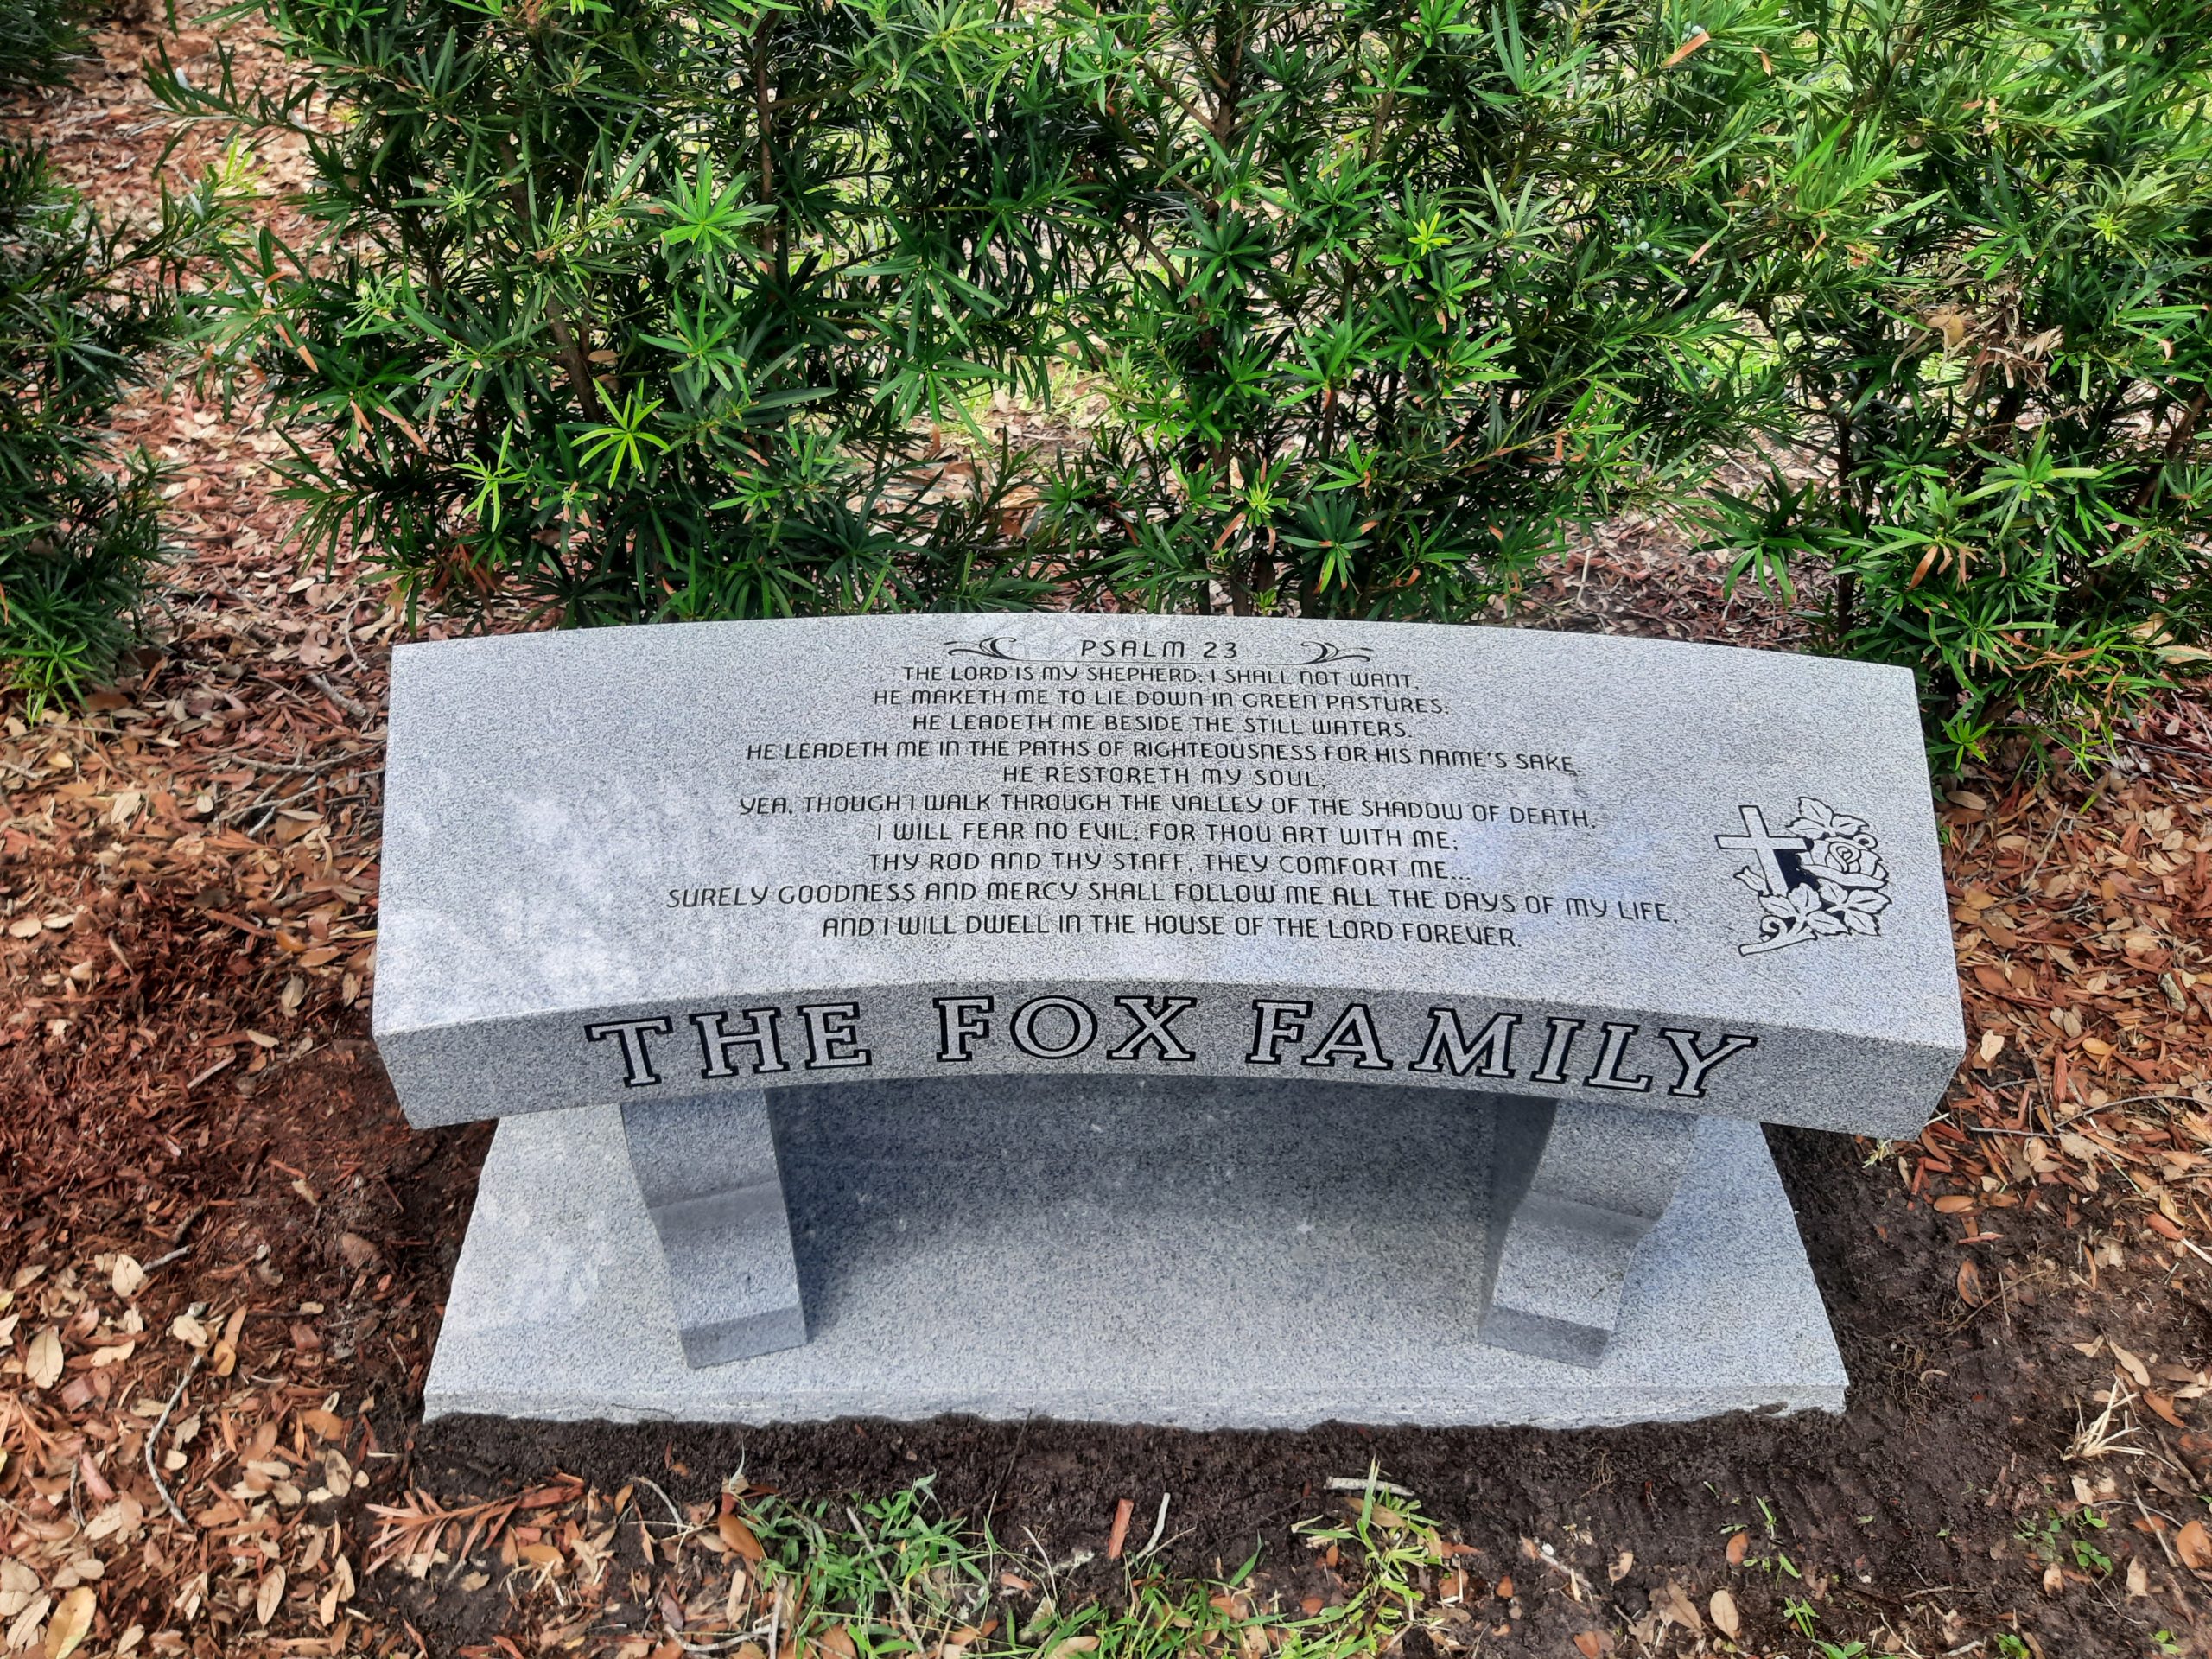 PSALM 23
THE LORD IS MY SHEPHERD; I SHALL NOT WANT.
HE MAKETH ME TO LIE DOWN IN GREEN PASTURES;
HE LEADETH ME BESIDE THE STILL WATERS.
HE LEADETH ME IN THE PATHS OF RIGHTEOUSNESS FOR HIS NAME'S SAKE.
HE RESTORETH MY SOUL;
YEA, THOUGH I WALK THROUGH THE VALLEY OF THE SHADOW OF DEATH,
I WILL FEAR NO EVIL; FOR THOU ART WITH ME;
THY ROD AND THY STAFF, THEY COMFORT ME...
SURELY GOODNESS AND MERCY SHALL FOLLOW ME ALL THE DAYS OF MY LIFE,
AND I WILL DWELL IN THE HOUSE OF THE LORD FOREVER.
THE FOX FAMILY